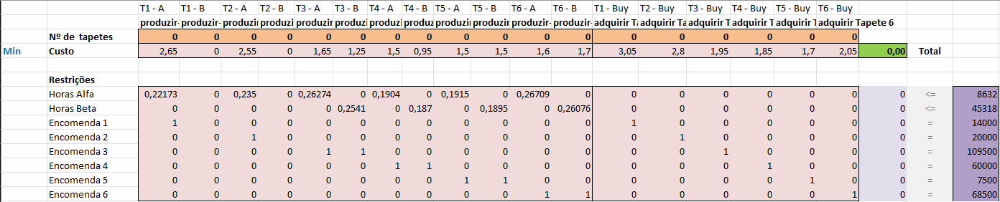 T1 - A T1 - B T2 - A T2 - B T3 - A T3 - B T4 - A T4 - B T5 - A T5 - B T6 - A T6 - B T1 - Buy T2 - Buy T3 - Buy T4 - Buy T5 - Buy T6 - Buy
produzir- produzir- produzir- produzir- produzir- produzir produzir produzi produzir produzir- produzir- produzir- adquirir Ta adquirir Ta adquirir T adquirir T adquirir T adquirir Tapete 6
Nº de tapetes 0 0 0 0 0 0 0 0 0 0 0 0 0 0 0 0 0 0
Min Custo 2,65 0 2,55 0 1,65 1,25 1,5 0,95 1,5 1,5 1,6 1,7 3,05 2,8 1,95 1,85 1,7 2,05 0,00 Total
Restrições
Horas Alfa 0,22173 0 0,235 0 0,26274 0 0,1904 0 0,1915 0 0,26709 0 0 0 0 0 0 0 0 <= 8632
Horas Beta 0 0 0 0 0 0,2541 0 0,187 0 0,1895 0 0,26076 0 0 0 0 0 0 0 <= 45318
Encomenda 1 1 0 0 0 0 0 0 0 0 0 0 0 1 0 0 0 0 0 0 = 14000
Encomenda 2 0 0 1 0 0 0 0 0 0 0 0 0 0 1 0 0 0 0 0 = 20000
Encomenda 3 0 0 0 0 1 1 0 0 0 0 0 0 0 0 1 0 0 0 0 = 109500
Encomenda 4 0 0 0 0 0 0 1 1 0 0 0 0 0 0 0 1 0 0 0 = 60000
Encomenda 5 0 0 0 0 0 0 0 0 1 1 0 0 0 0 0 0 1 0 0 = 7500
Encomenda 6 0 0 0 0 0 0 0 0 0 0 1 1 0 0 0 0 0 1 0 = 68500